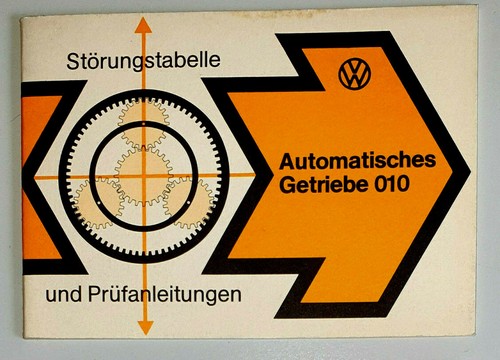 Störungstabelle
und Prüfanleitungen
VW
Automatisches
Getriebe 010